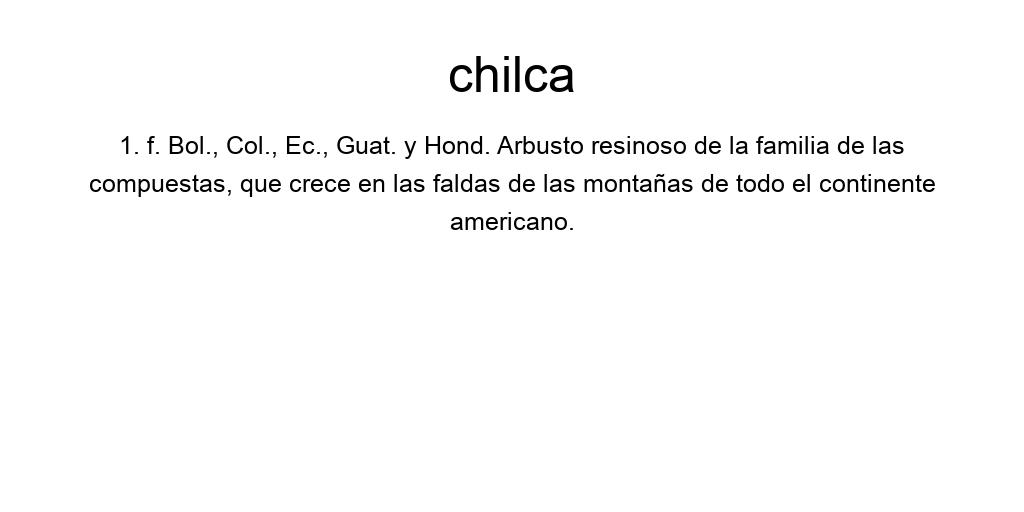 chilca
1. f. Bol., Col., Ec., Guat. y Hond. Arbusto resinoso de la familia de las
compuestas, que crece en las faldas de las montañas de todo el continente
americano.